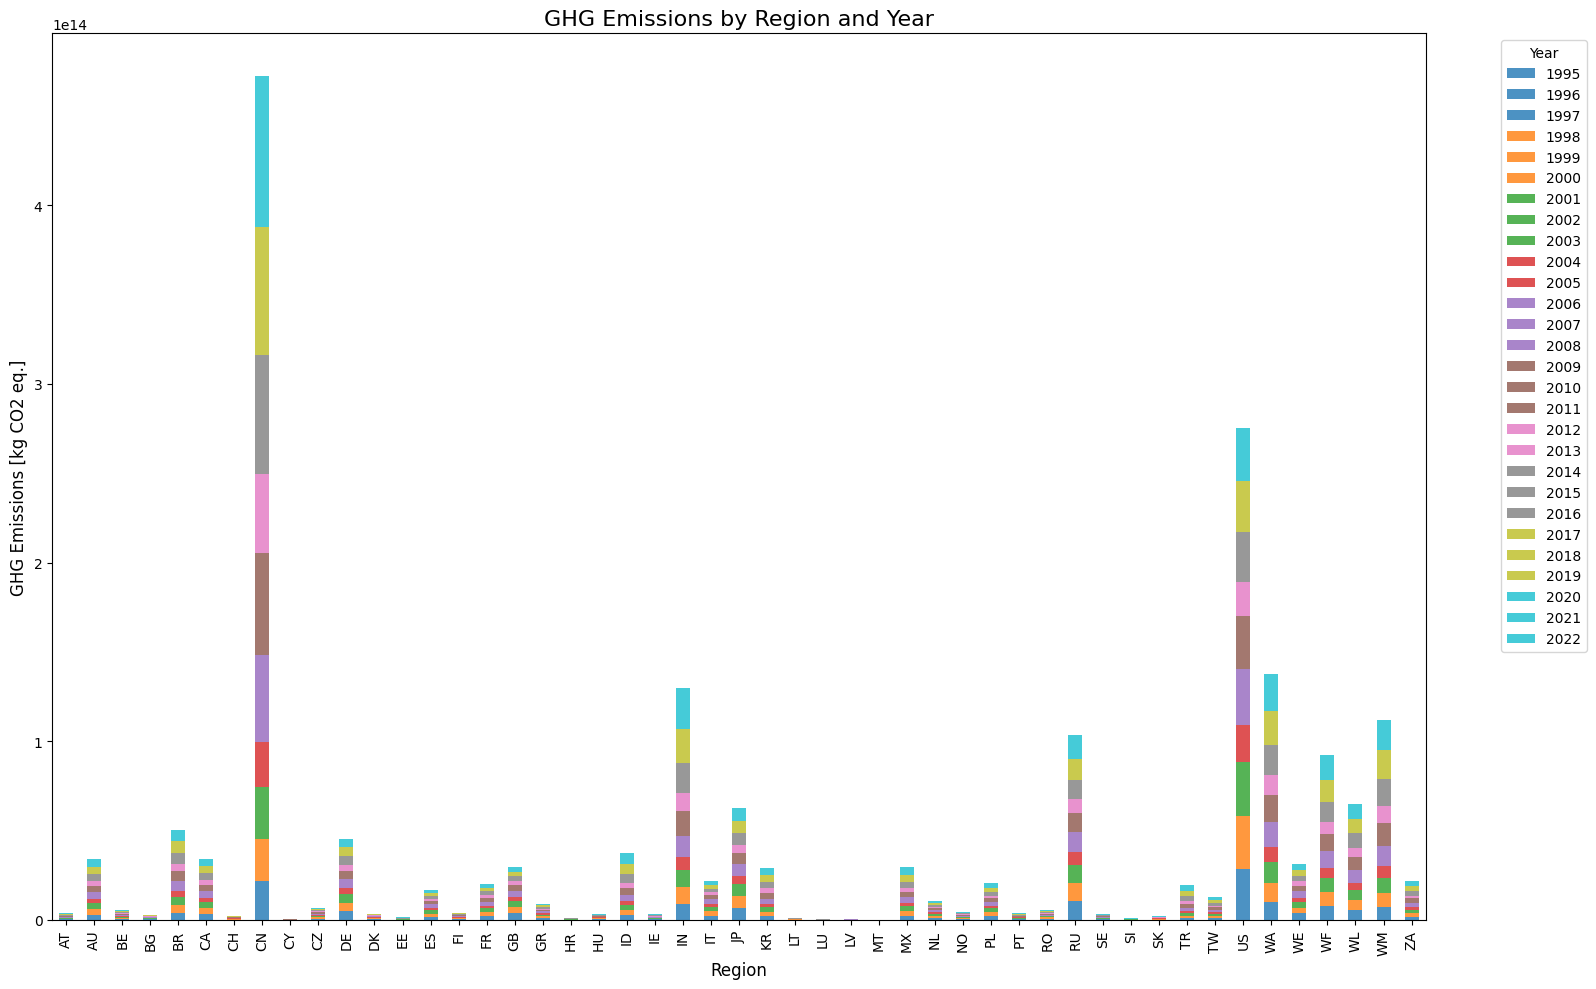 GHG Emissions by Region and Year
1e14
GHG Emissions [kg CO2 eq.]
4
3
2
1
0
AT
AU
BE
BG
BR
CA
CH
CN
CY
CZ
DE
DK
EE
ES
FI
FR
GB
GR
HR
HU
ID
IE
IN
IT
JP
KR
LT
LU
LV
MT
MX
NL
NO
PL
PT
RO
RU
SE
SI
SK
TR
TW
US
WA
WE
WF
WL
WM
ZA
Region
Year
1995
1996
1997
1998
1999
2000
2001
2002
2003
2004
2005
2006
2007
2008
2009
2010
2011
2012
2013
2014
2015
2016
2017
2018
2019
2020
2021
2022